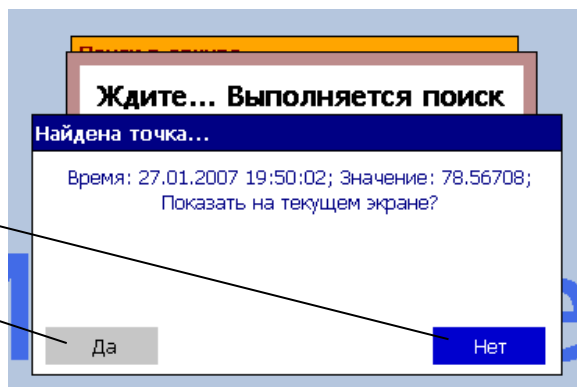 Ждите... Выполняется поиск
Найдена точка...
Время: 27.01.2007 19:50:02; Значение: 78.56708;
Показать на текущем экране?
Да
Нет